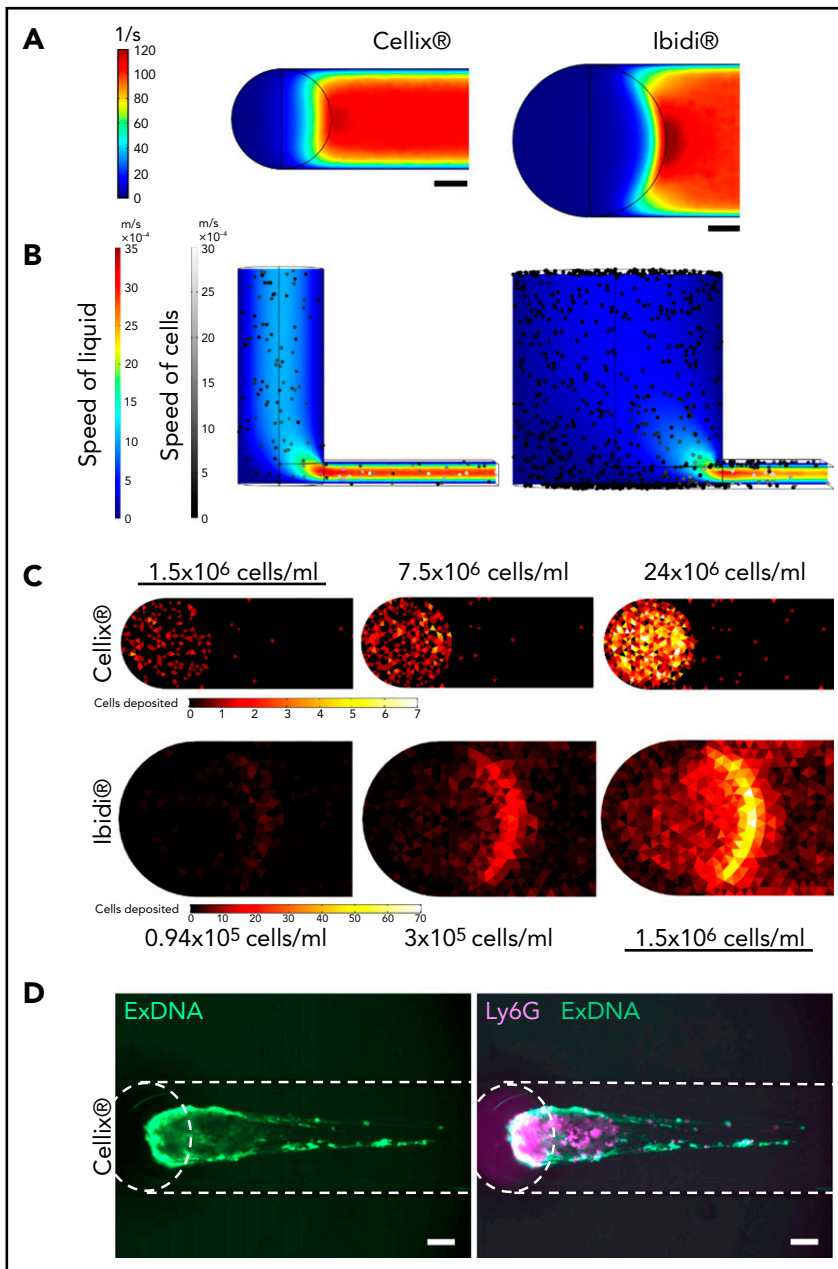 A
1/s
120
100
80
60
40
20
0
Cellix®
Ibidi®
B
m/s
×10⁻⁴
35
30
25
20
15
10
5
0
Speed of liquid
m/s
×10⁻⁴
30
25
20
15
10
5
0
Speed of cells
C
1.5x10⁶ cells/ml
7.5x10⁶ cells/ml
24x10⁶ cells/ml
Cellix®
Cells deposited
0 1 2 3 4 5 6 7
Ibidi®
Cells deposited
0 10 20 30 40 50 60 70
0.94x10⁵ cells/ml
3x10⁵ cells/ml
1.5x10⁶ cells/ml
D
Cellix®
ExDNA
Ly6G ExDNA